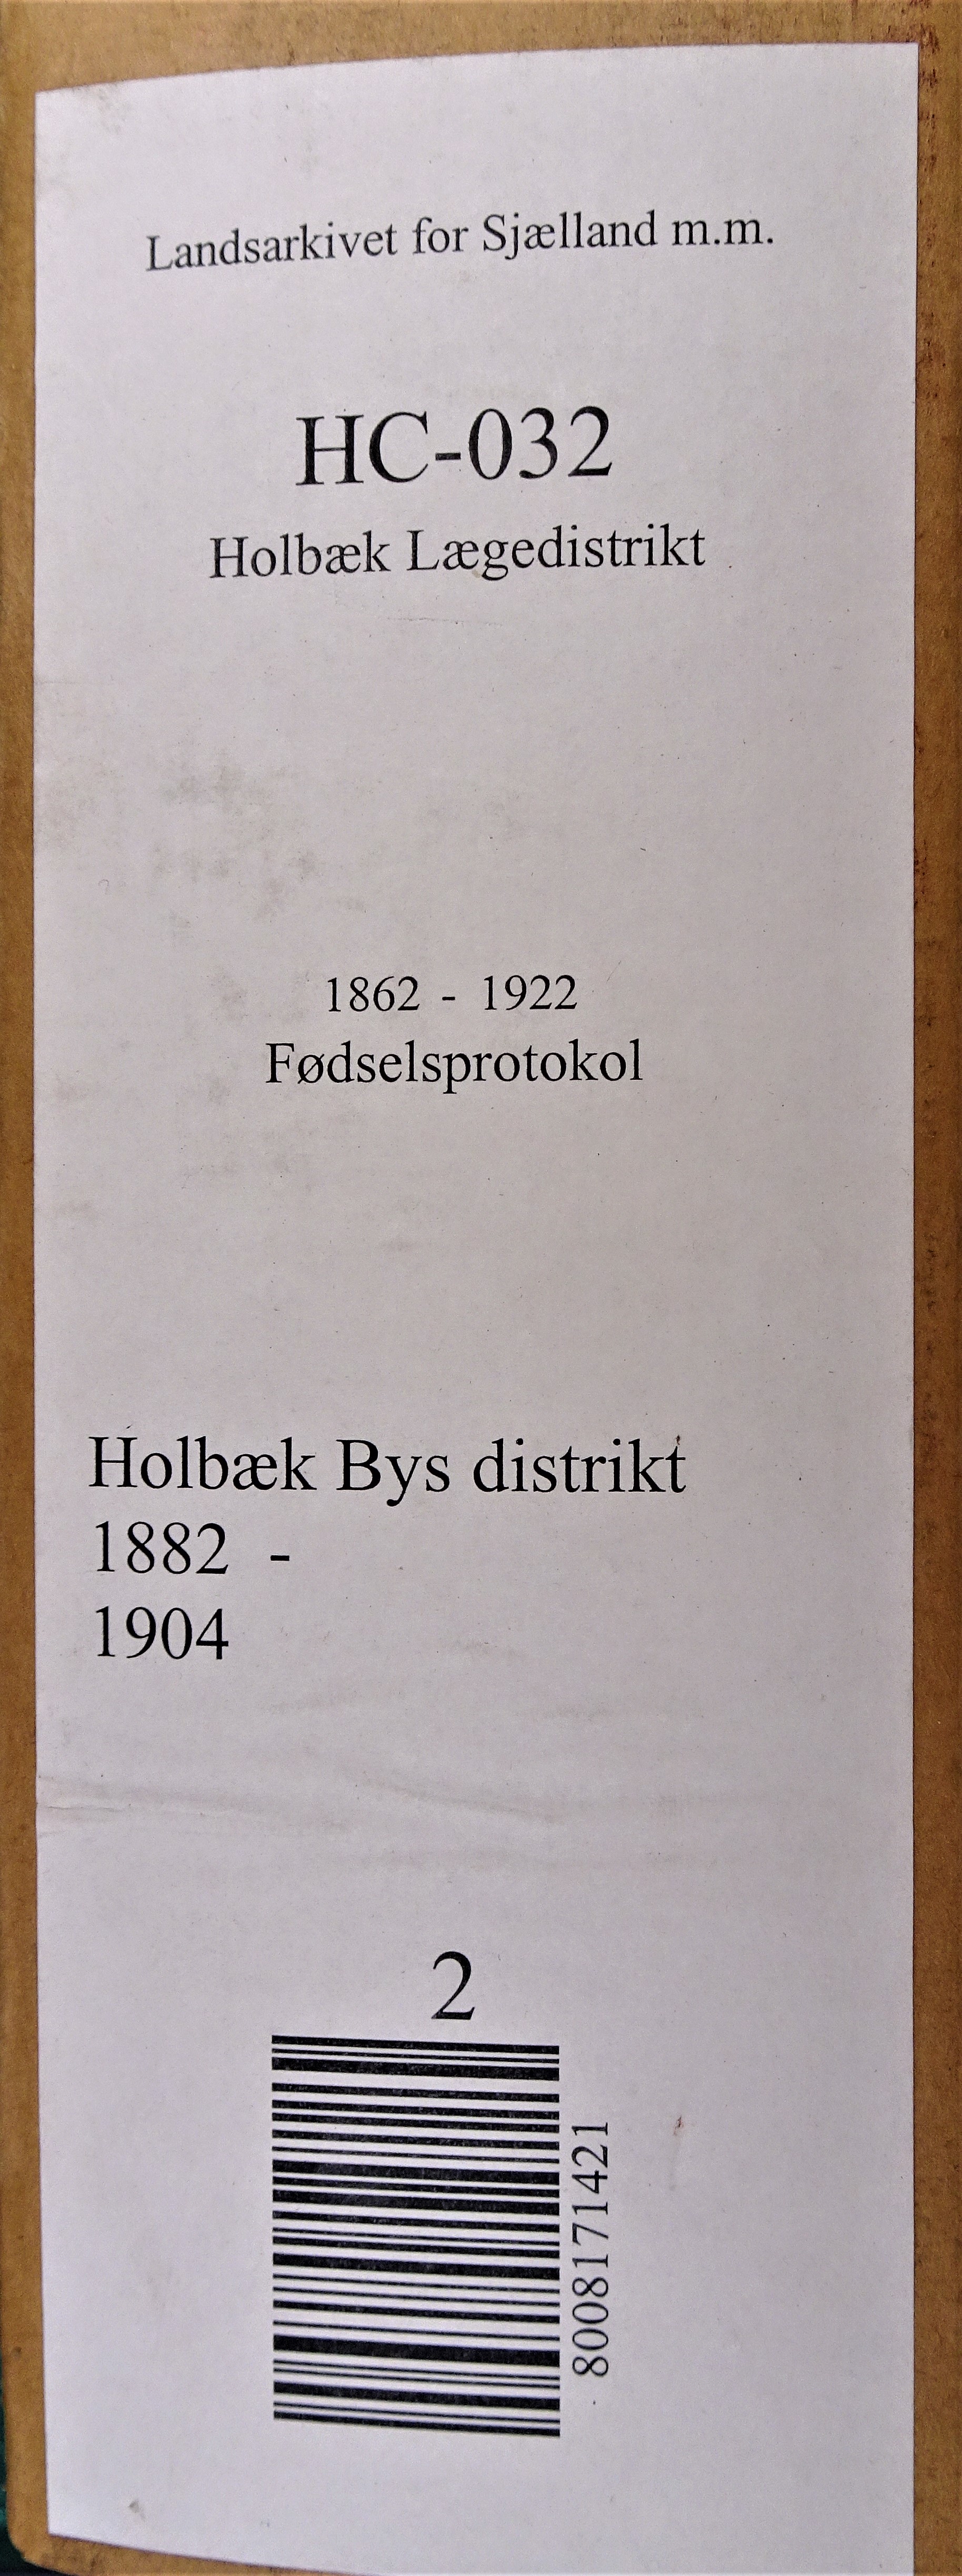 Landsarkivet for Sjælland m.m.
HC-032
Holbæk Lægedistrikt
1862 - 1922
Fødselsprotokol
Holbæk Bys distrikt
1882 -
1904
2
8008171421